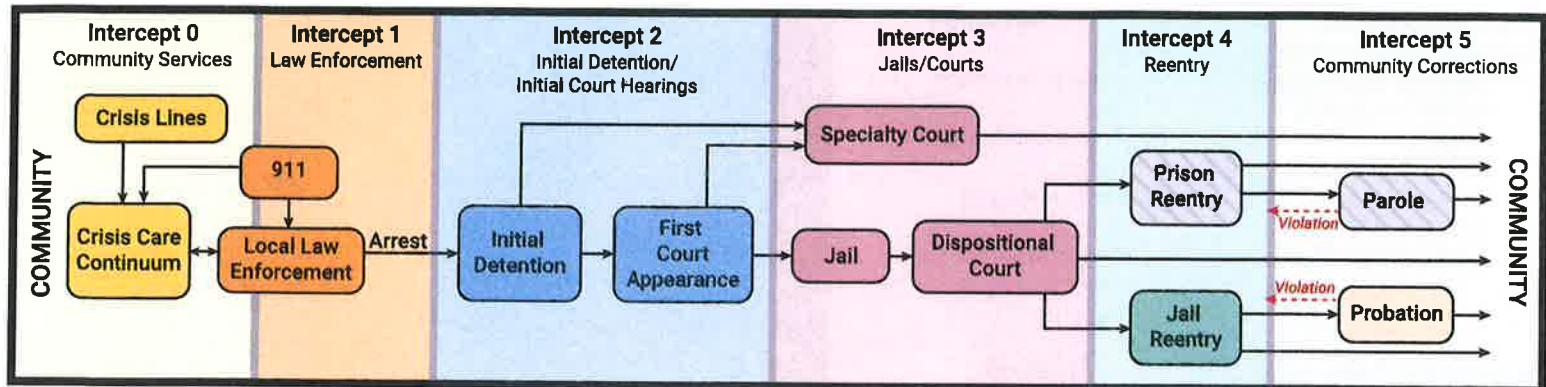 Intercept 0
Community Services
Intercept 1
Law Enforcement
Intercept 2
Initial Detention/
Initial Court Hearings
Intercept 3
Jails/Courts
Intercept 4
Reentry
Intercept 5
Community Corrections
COMMUNITY
Crisis Lines
911
Crisis Care
Continuum
Local Law
Enforcement
Arrest
Initial
Detention
First
Court
Appearance
Specialty Court
Jail
Dispositional
Court
Prison
Reentry
Violation
Parole
Jail
Reentry
Violation
Probation
COMMUNITY